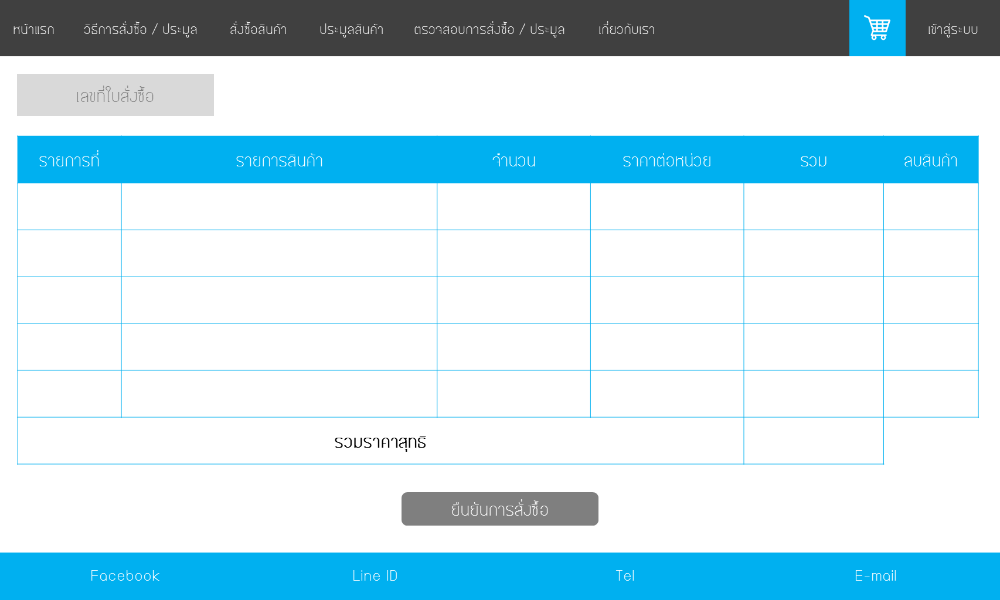 หน้าแรก วิธีการสั่งซื้อ / ประมูล สั่งซื้อสินค้า ประมูลสินค้า ตรวจสอบการสั่งซื้อ / ประมูล เกี่ยวกับเรา เข้าสู่ระบบ
เลขที่ใบสั่งซื้อ
รายการที่ รายการสินค้า จำนวน ราคาต่อหน่วย รวม ลบสินค้า
รวมราคาสุทธิ
ยืนยันการสั่งซื้อ
Facebook Line ID Tel E-mail